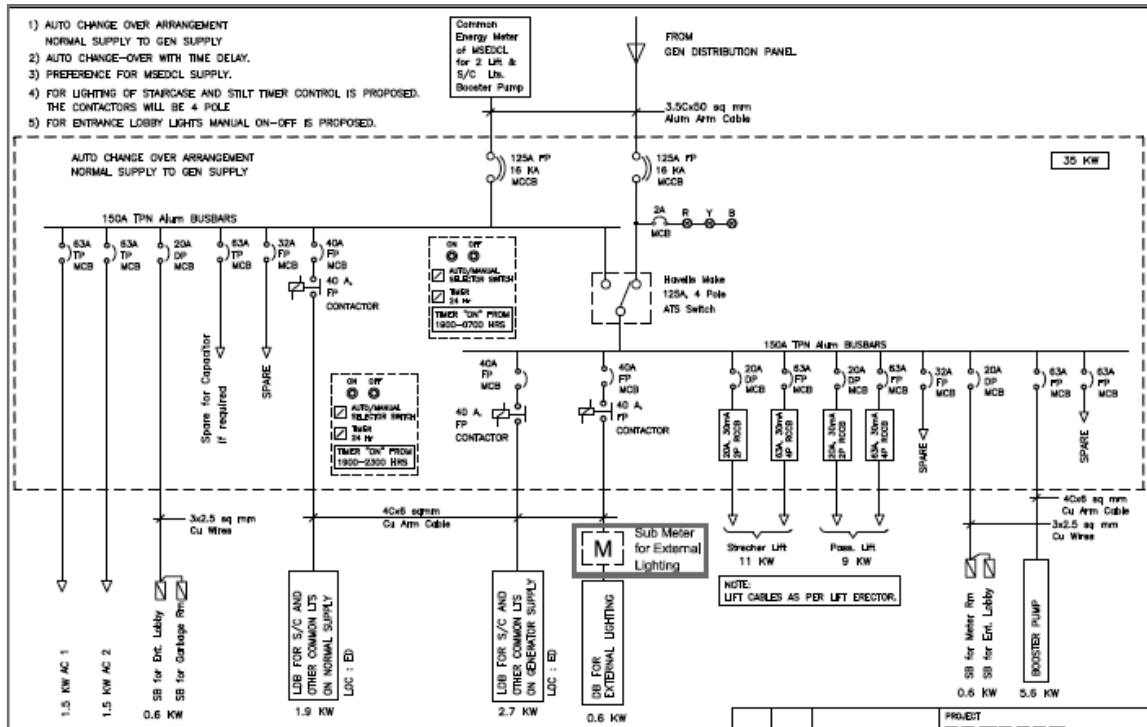 1) AUTO CHANGE OVER ARRANGEMENT
NORMAL SUPPLY TO GEN SUPPLY
2) AUTO CHANGE-OVER WITH TIME DELAY.
3) PREFERENCE FOR MSEDCL SUPPLY.
4) FOR LIGHTING OF STAIRCASE AND STILT TIMER CONTROL IS PROPOSED.
THE CONTACTORS WILL BE 4 POLE
5) FOR ENTRANCE LOBBY LIGHTS MANUAL ON-OFF IS PROPOSED.
Common
Energy Meter
of MSEDCL
for 2 Lift &
S/C Lts.
Booster Pump
FROM
GEN DISTRIBUTION PANEL
3.5Cx50 sq mm
Alum Arm Cable
AUTO CHANGE OVER ARRANGEMENT
NORMAL SUPPLY TO GEN SUPPLY
125A FP
16 KA
MCCB
125A FP
16 KA
MCCB
35 KW
150A TPN Alum BUSBARS
2A
MCB
R Y B
63A
TP
MCB
63A
TP
MCB
20A
DP
MCB
63A
TP
MCB
32A
FP
MCB
40A
FP
MCB
40 A,
FP
CONTACTOR
ON OFF
AUTO/MANUAL
SELECTOR SWITCH
TIMER
24 Hr
TIMER "ON" FROM
1900-0700 HRS
Havells Make
125A, 4 Pole
ATS Switch
150A TPN Alum BUSBARS
Spare for Capacitor
if required
SPARE
ON OFF
AUTO/MANUAL
SELECTOR SWITCH
TIMER
24 Hr
TIMER "ON" FROM
1900-2300 HRS
40A
FP
MCB
40 A,
FP
CONTACTOR
40A
FP
MCB
40 A,
FP
CONTACTOR
20A
DP
MCB
63A
FP
MCB
20A
DP
MCB
63A
FP
MCB
32A
FP
MCB
20A
DP
MCB
63A
FP
MCB
63A
FP
MCB
20A, 30mA
2P RCCB
63A, 30mA
4P RCCB
20A, 30mA
2P RCCB
63A, 30mA
4P RCCB
SPARE
SPARE
3x2.5 sq mm
Cu Wires
4Cx6 sqmm
Cu Arm Cable
4Cx6 sq mm
Cu Arm Cable
3x2.5 sq mm
Cu Wires
M
Sub Meter
for External
Lighting
Strecher Lift
11 KW
Pass. Lift
9 KW
NOTE:
LIFT CABLES AS PER LIFT ERECTOR.
1.5 KW AC 1
1.5 KW AC 2
SB for Ent. Lobby
SB for Garbage Rm
0.6 KW
LDB FOR S/C AND
OTHER COMMON LTS
ON NORMAL SUPPLY
LOC : ED
1.9 KW
LDB FOR S/C AND
OTHER COMMON LTS
ON GENERATOR SUPPLY
LOC : ED
2.7 KW
DB FOR
EXTERNAL LIGHTING
0.6 KW
SB for Meter Rm
SB for Ent. Lobby
0.6 KW
BOOSTER PUMP
5.6 KW
PROJECT